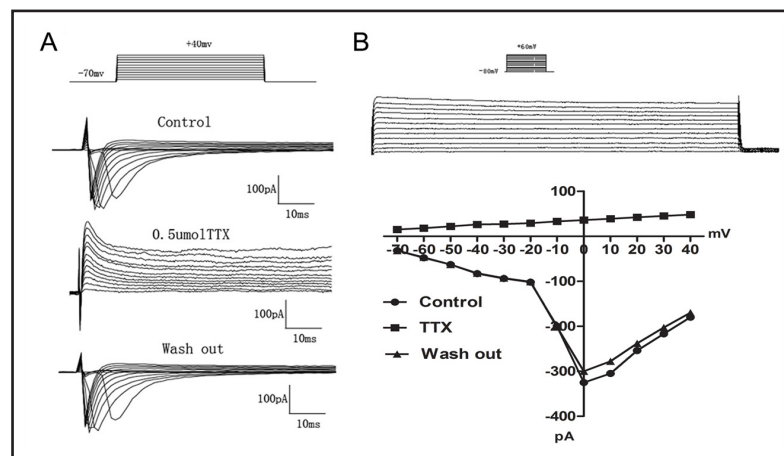 A
+40mv
-70mv
Control
100pA
10ms
0.5umolTTX
100pA
10ms
Wash out
100pA
10ms
B
+60mV
-80mV
100
mV
-70 -60 -50 -40 -30 -20 -10 0 10 20 30 40
-100
-200
-300
-400
pA
Control
TTX
Wash out